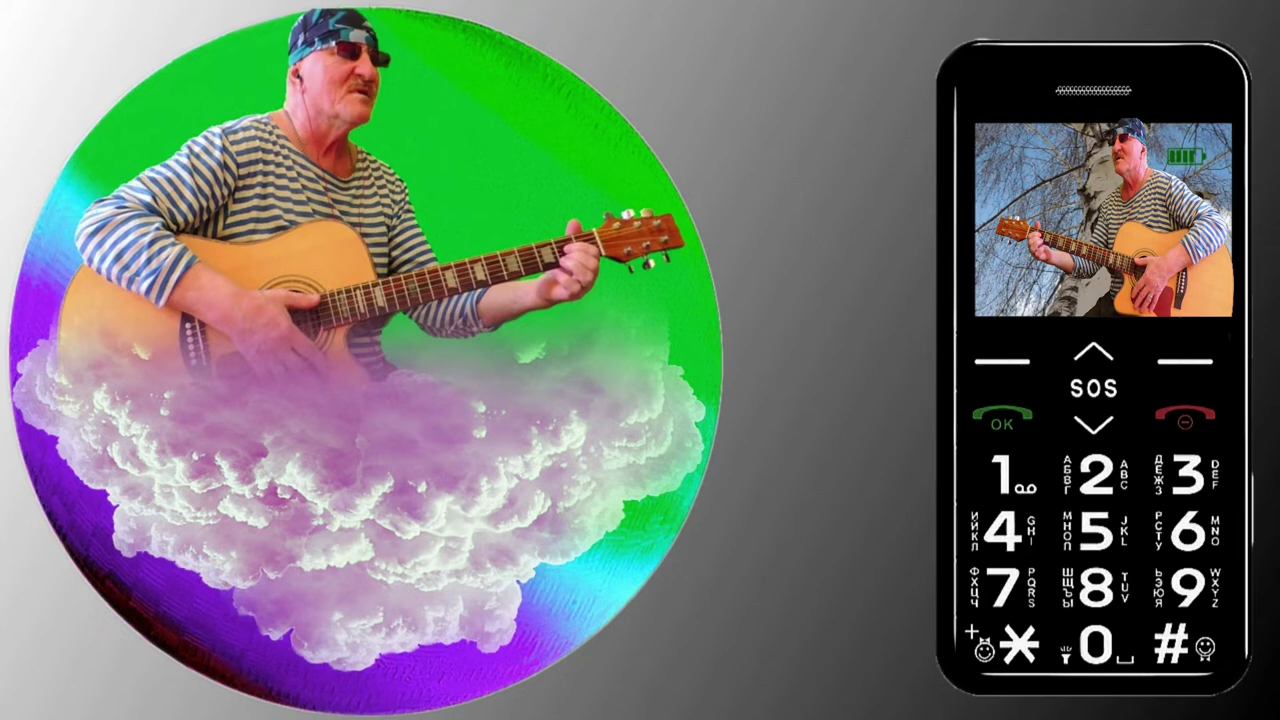 SOS
OK
1 АБВГ 2 ABC ДЕЖЗ 3 DEF
ИЙКЛ 4 GHI МНОП 5 JKL РСТУ 6 MNO
ФХЦЧ 7 PQRS ШЩЪЫ 8 TUV ЬЭЮЯ 9 WXYZ
+ * 0 #